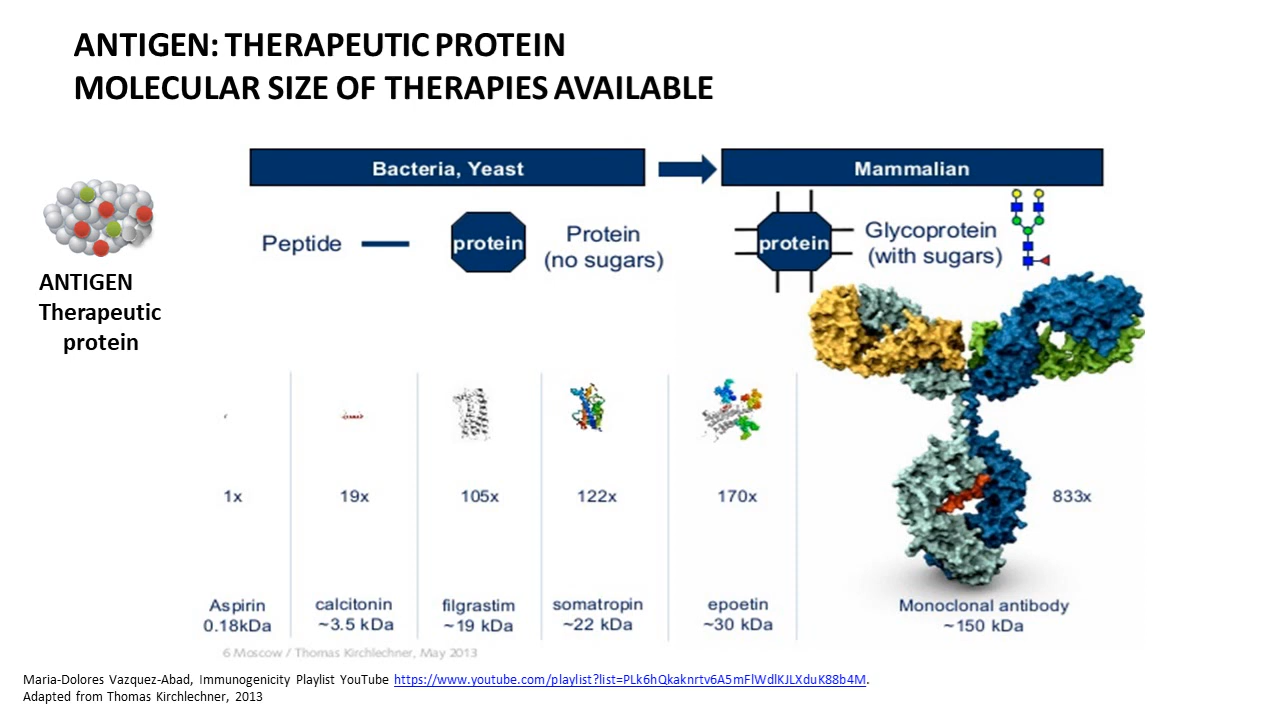 ANTIGEN: THERAPEUTIC PROTEIN
MOLECULAR SIZE OF THERAPIES AVAILABLE
Bacteria, Yeast
Mammalian
Peptide
protein
Protein
(no sugars)
protein
Glycoprotein
(with sugars)
ANTIGEN
Therapeutic
protein
1x
19x
105x
122x
170x
833x
Aspirin
0.18kDa
calcitonin
~3.5 kDa
filgrastim
~19 kDa
somatropin
~22 kDa
epoetin
~30 kDa
Monoclonal antibody
~150 kDa
6 Moscow / Thomas Kirchlechner, May 2013
Maria-Dolores Vazquez-Abad, Immunogenicity Playlist YouTube https://www.youtube.com/playlist?list=PLk6hQkaknrtv6A5mFlWdlKJLXduK88b4M.
Adapted from Thomas Kirchlechner, 2013